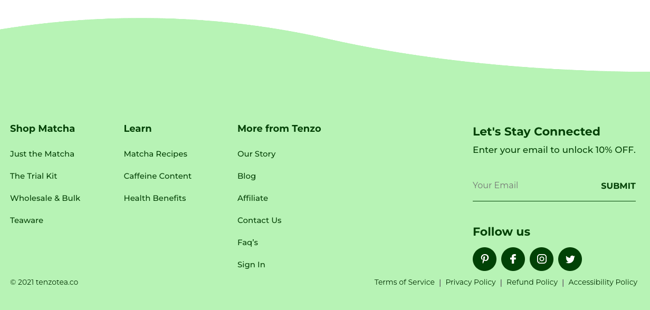 Shop Matcha
Just the Matcha
The Trial Kit
Wholesale & Bulk
Teaware
Learn
Matcha Recipes
Caffeine Content
Health Benefits
More from Tenzo
Our Story
Blog
Affiliate
Contact Us
Faq's
Sign In
Let's Stay Connected
Enter your email to unlock 10% OFF.
Your Email
SUBMIT
Follow us
© 2021 tenzotea.co
Terms of Service | Privacy Policy | Refund Policy | Accessibility Policy